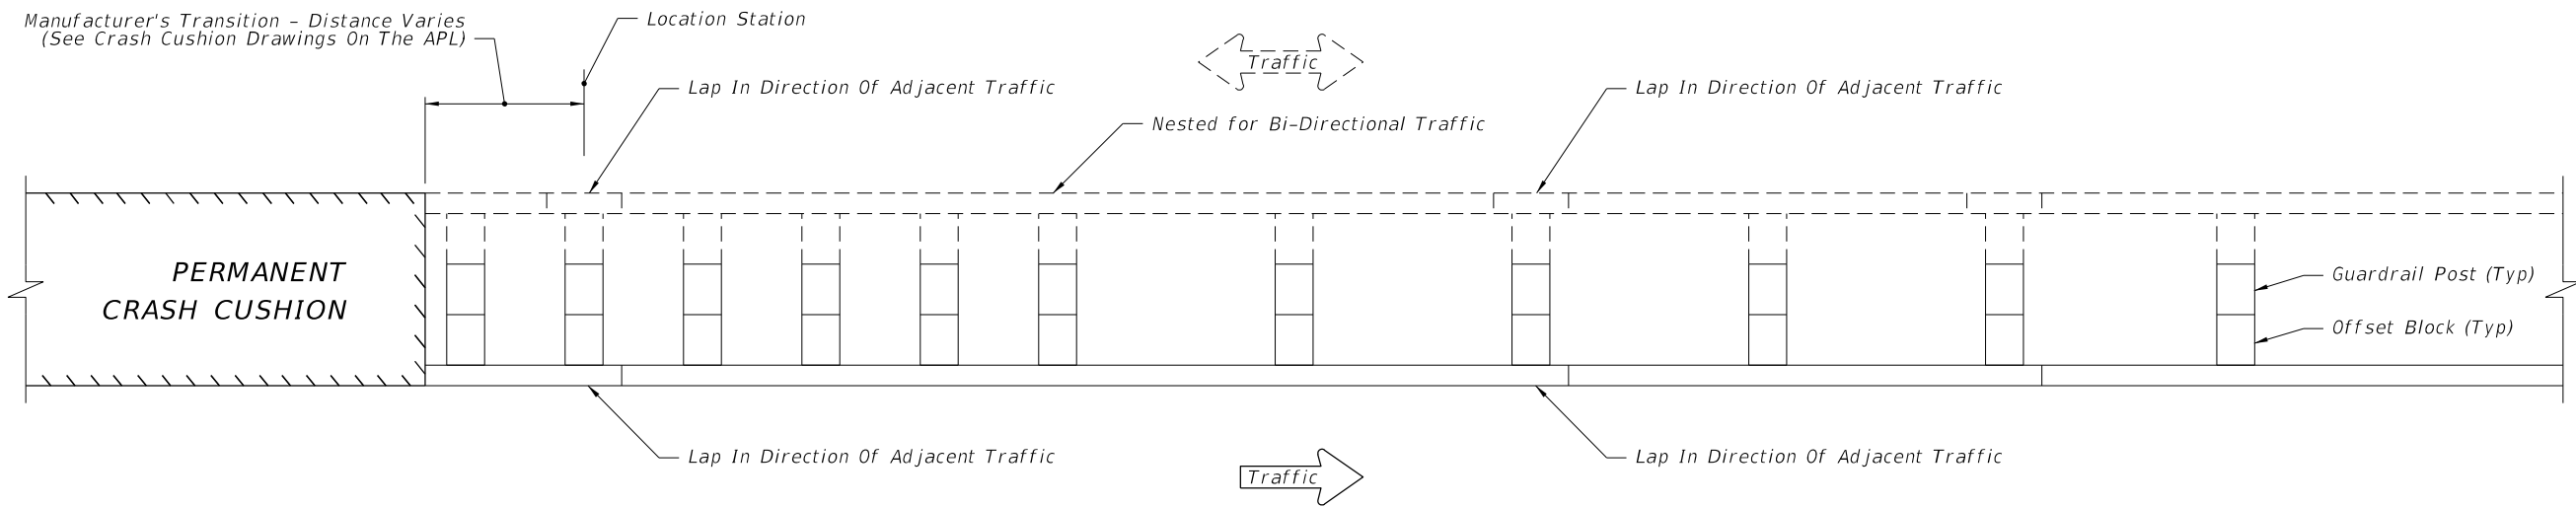 Manufacturer's Transition - Distance Varies
(See Crash Cushion Drawings On The APL)
Location Station
Lap In Direction Of Adjacent Traffic
Traffic
Lap In Direction Of Adjacent Traffic
Nested for Bi-Directional Traffic
PERMANENT
CRASH CUSHION
Guardrail Post (Typ)
Offset Block (Typ)
Lap In Direction Of Adjacent Traffic
Traffic
Lap In Direction Of Adjacent Traffic